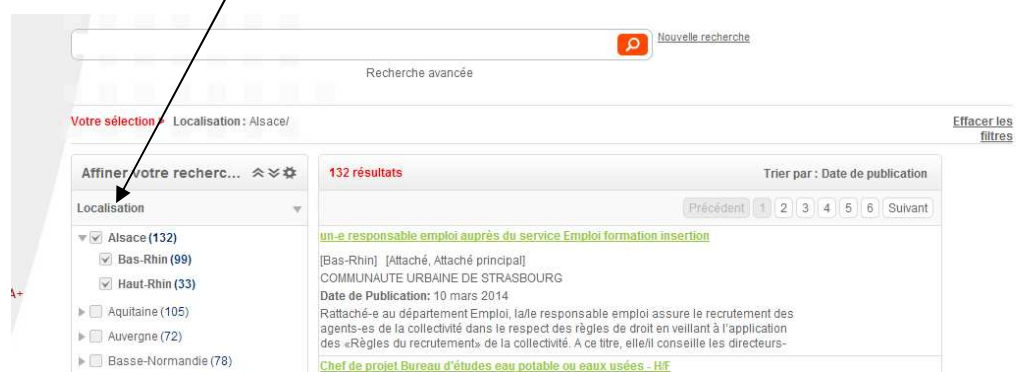 Nouvelle recherche
Recherche avancée
Votre sélection Localisation : Alsace/
Effacer les
filtres
Affiner votre recherc...
Localisation
Alsace (132)
Bas-Rhin (99)
Haut-Rhin (33)
Aquitaine (105)
Auvergne (72)
Basse-Normandie (78)
A+
132 résultats
Trier par : Date de publication
Précédent 1 2 3 4 5 6 Suivant
un-e responsable emploi auprès du service Emploi formation insertion
[Bas-Rhin] [Attaché, Attaché principal]
COMMUNAUTE URBAINE DE STRASBOURG
Date de Publication: 10 mars 2014
Rattaché-e au département Emploi, la/le responsable emploi assure le recrutement des
agents-es de la collectivité dans le respect des règles de droit en veillant à l'application
des «Règles du recrutement» de la collectivité. A ce titre, elle/il conseille les directeurs-
Chef de projet Bureau d'études eau potable ou eaux usées - H/F